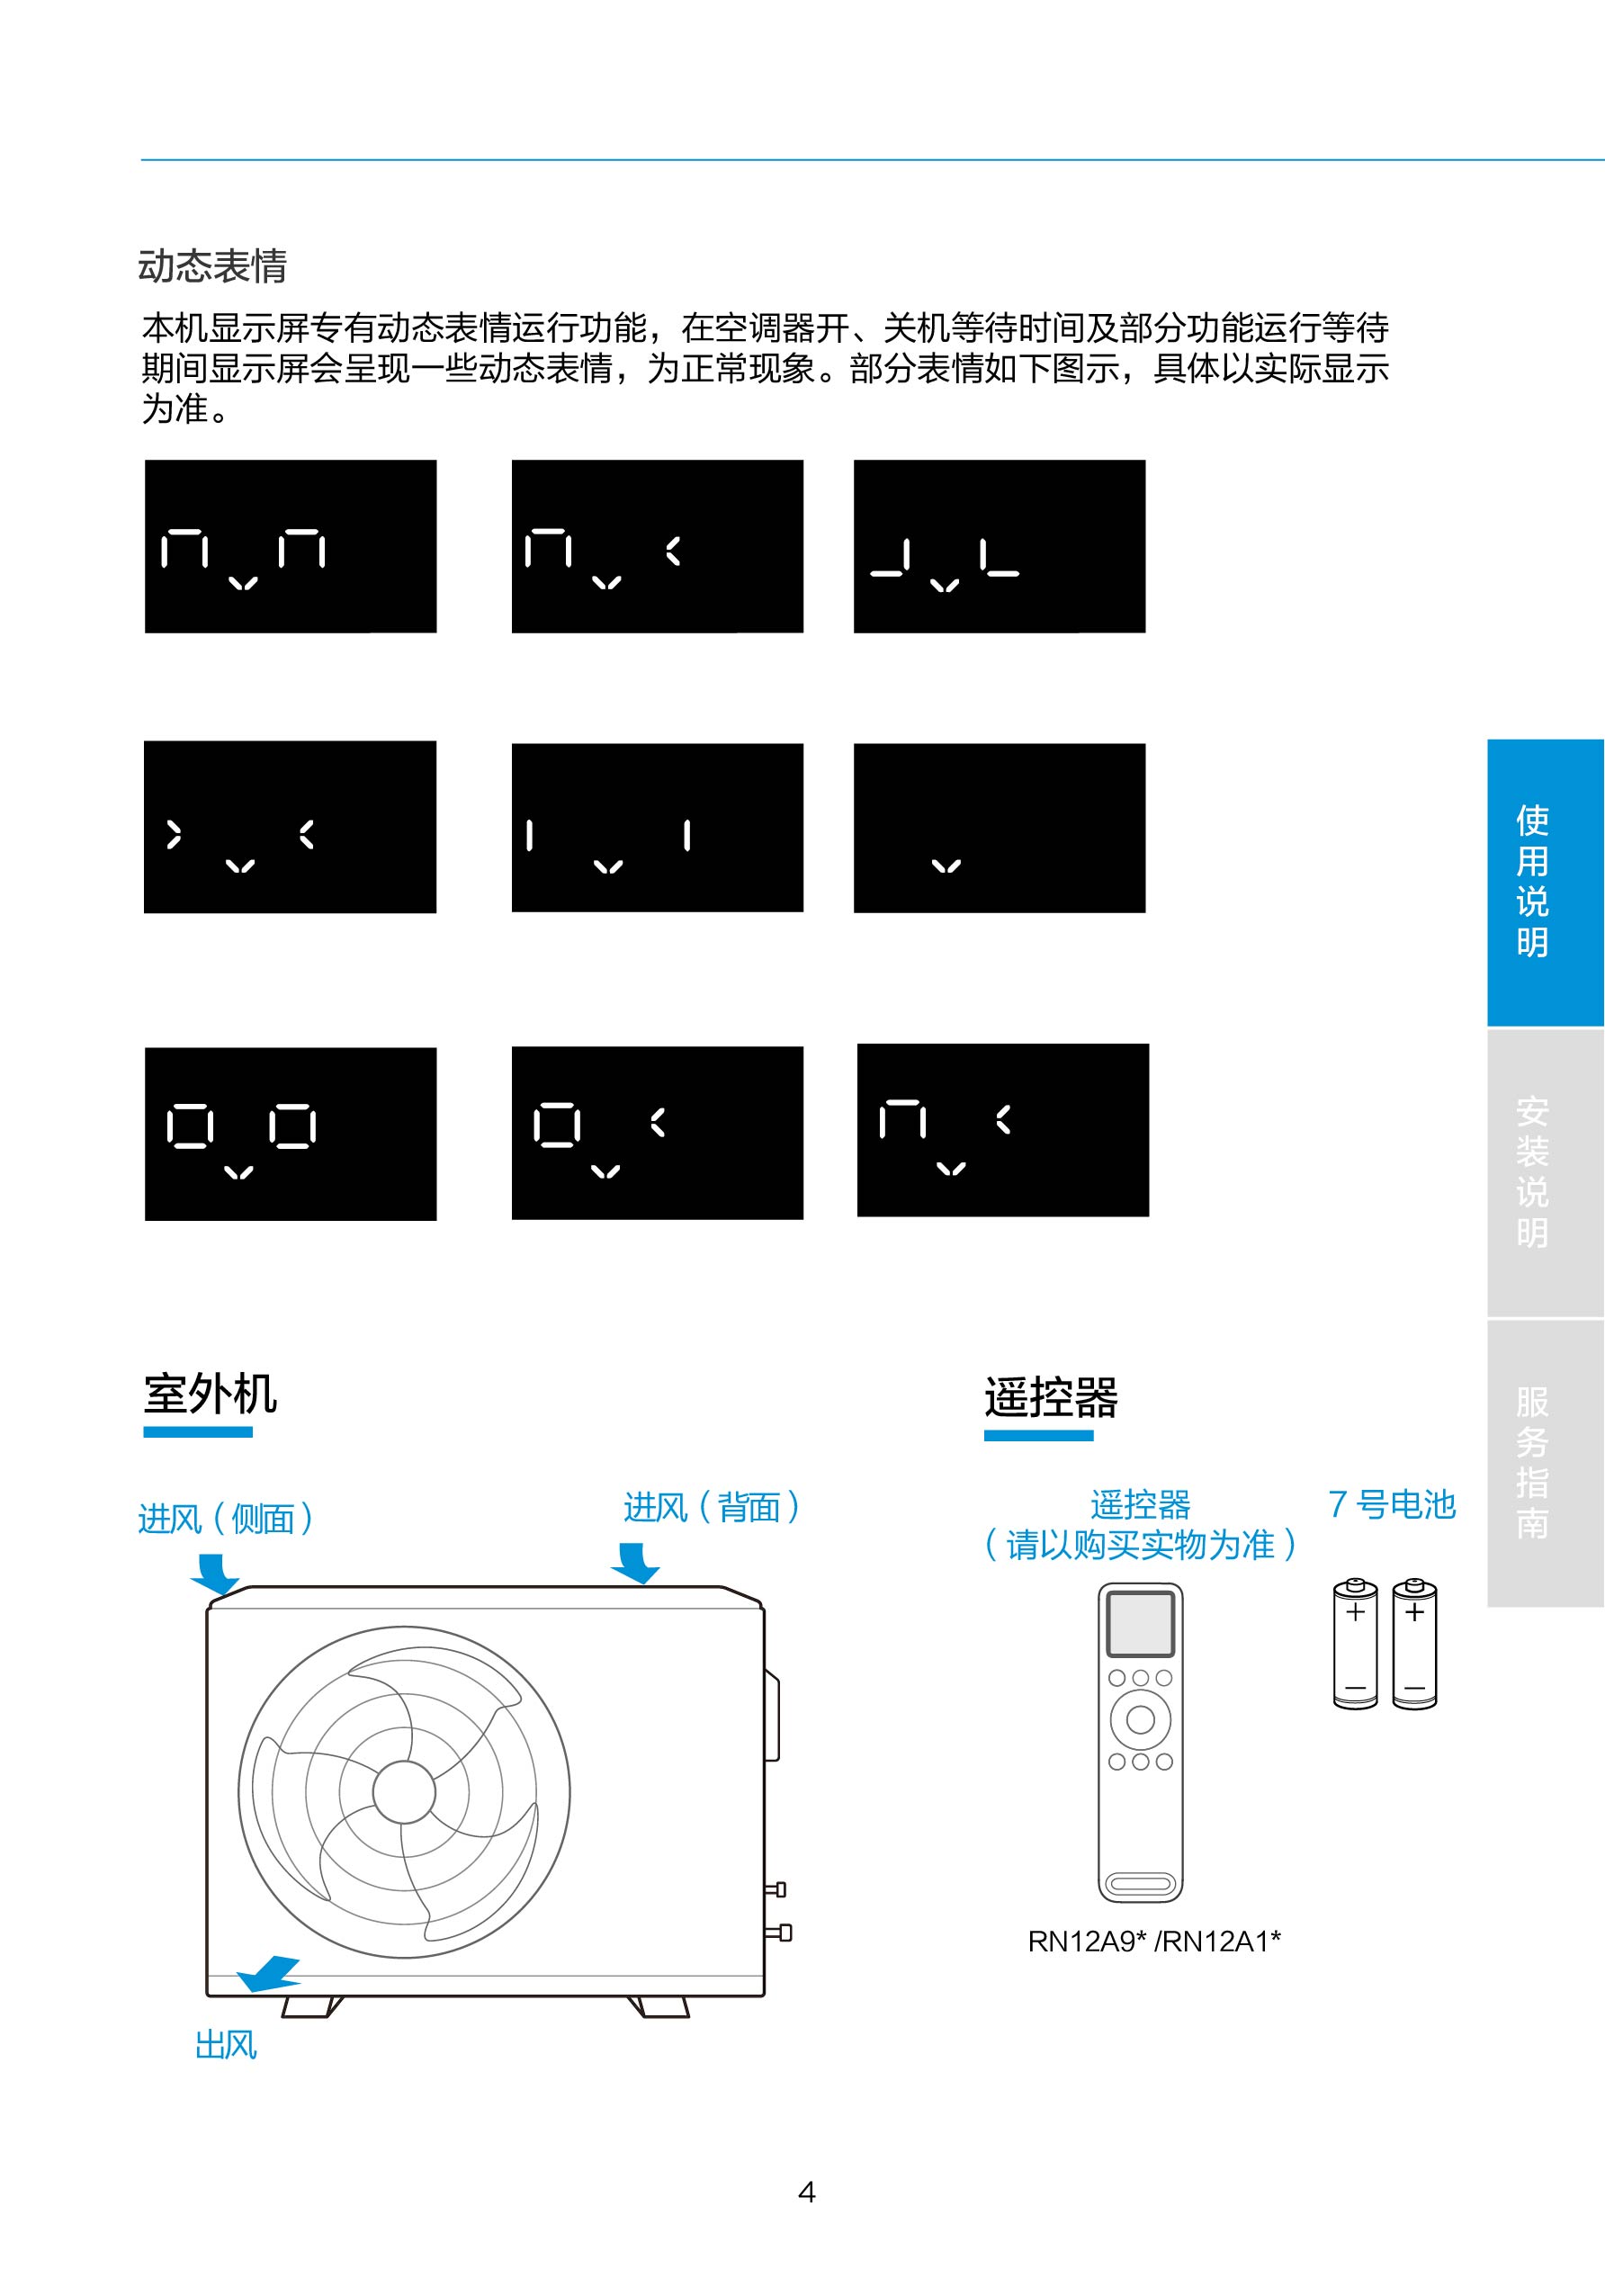 动态表情
本机显示屏专有动态表情运行功能，在空调器开、关机等待时间及部分功能运行等待
期间显示屏会呈现一些动态表情，为正常现象。部分表情如下图示，具体以实际显示
为准。
使用说明
安装说明
服务指南
室外机
进风（侧面）
进风（背面）
出风
遥控器
遥控器
（请以购买实物为准）
7 号电池
+
+
−
−
RN12A9* /RN12A1*
4